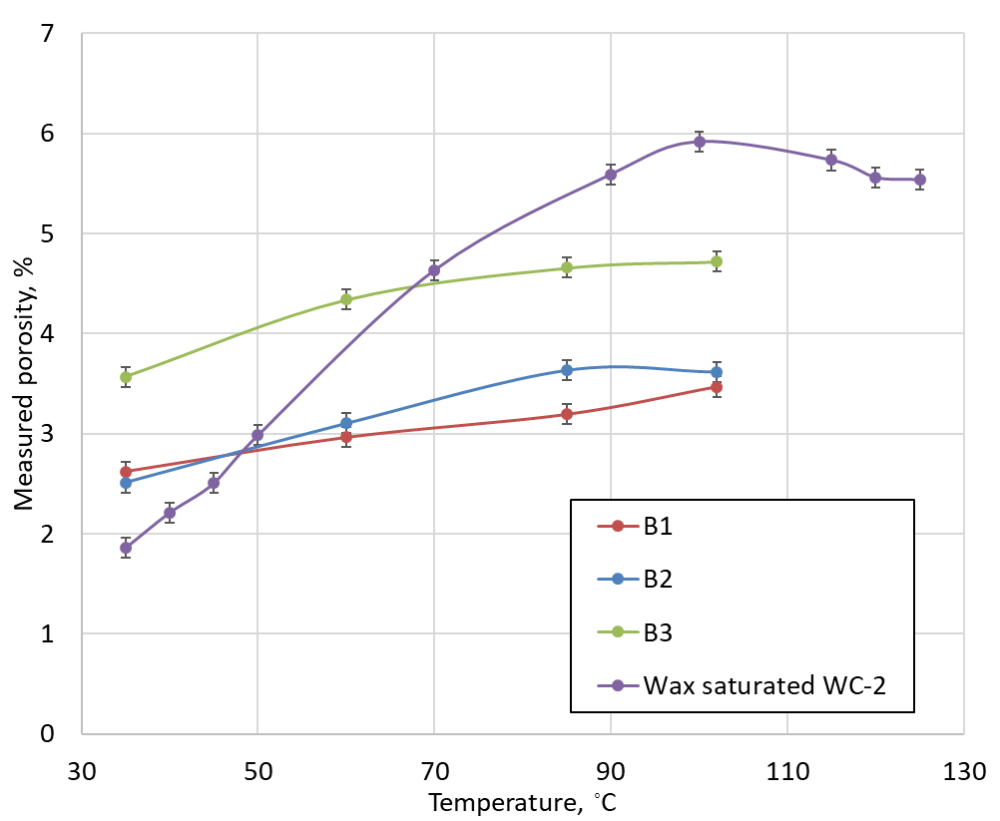 7
6
5
4
3
2
1
0
Measured porosity, %
30 50 70 90 110 130
Temperature, °C
B1
B2
B3
Wax saturated WC-2